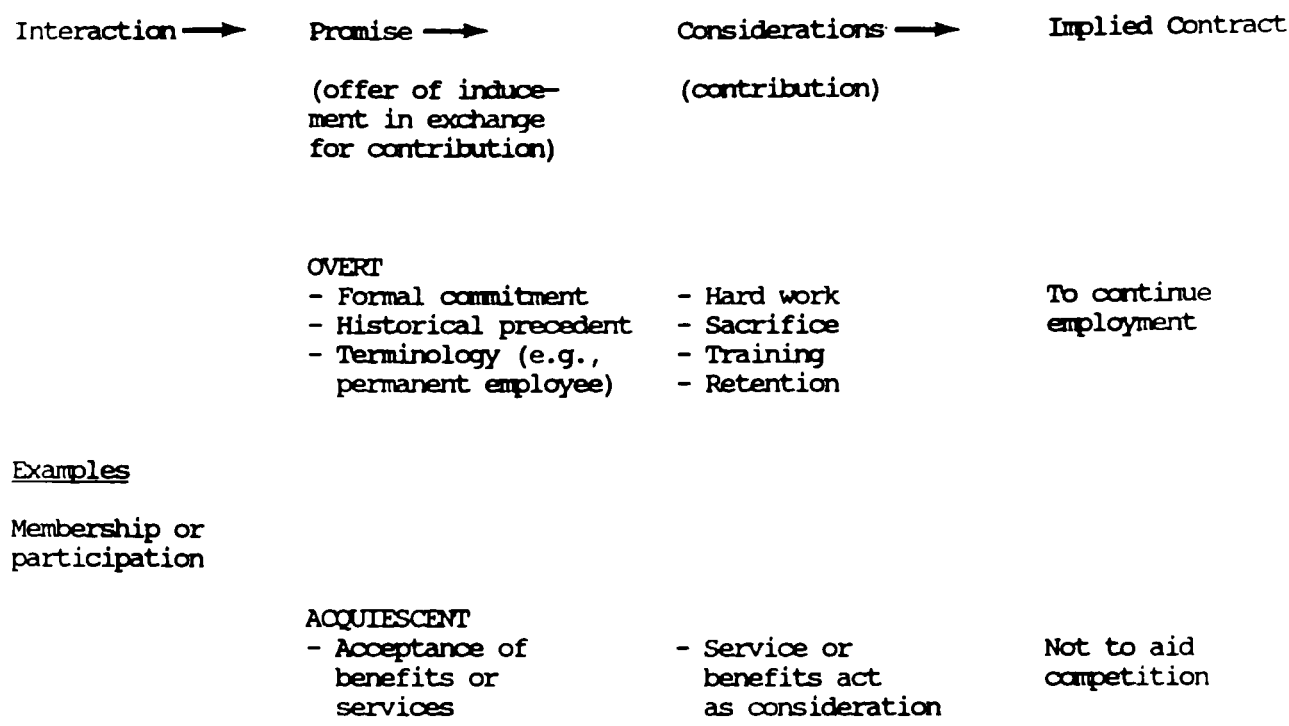 Interaction → Promise → Considerations → Implied Contract
(offer of induce- (contribution)
ment in exchange
for contribution)
OVERT
- Formal commitment - Hard work To continue
- Historical precedent - Sacrifice employment
- Terminology (e.g., - Training
permanent employee) - Retention
Examples
Membership or
participation
ACQUIESCENT
- Acceptance of - Service or Not to aid
benefits or benefits act competition
services as consideration